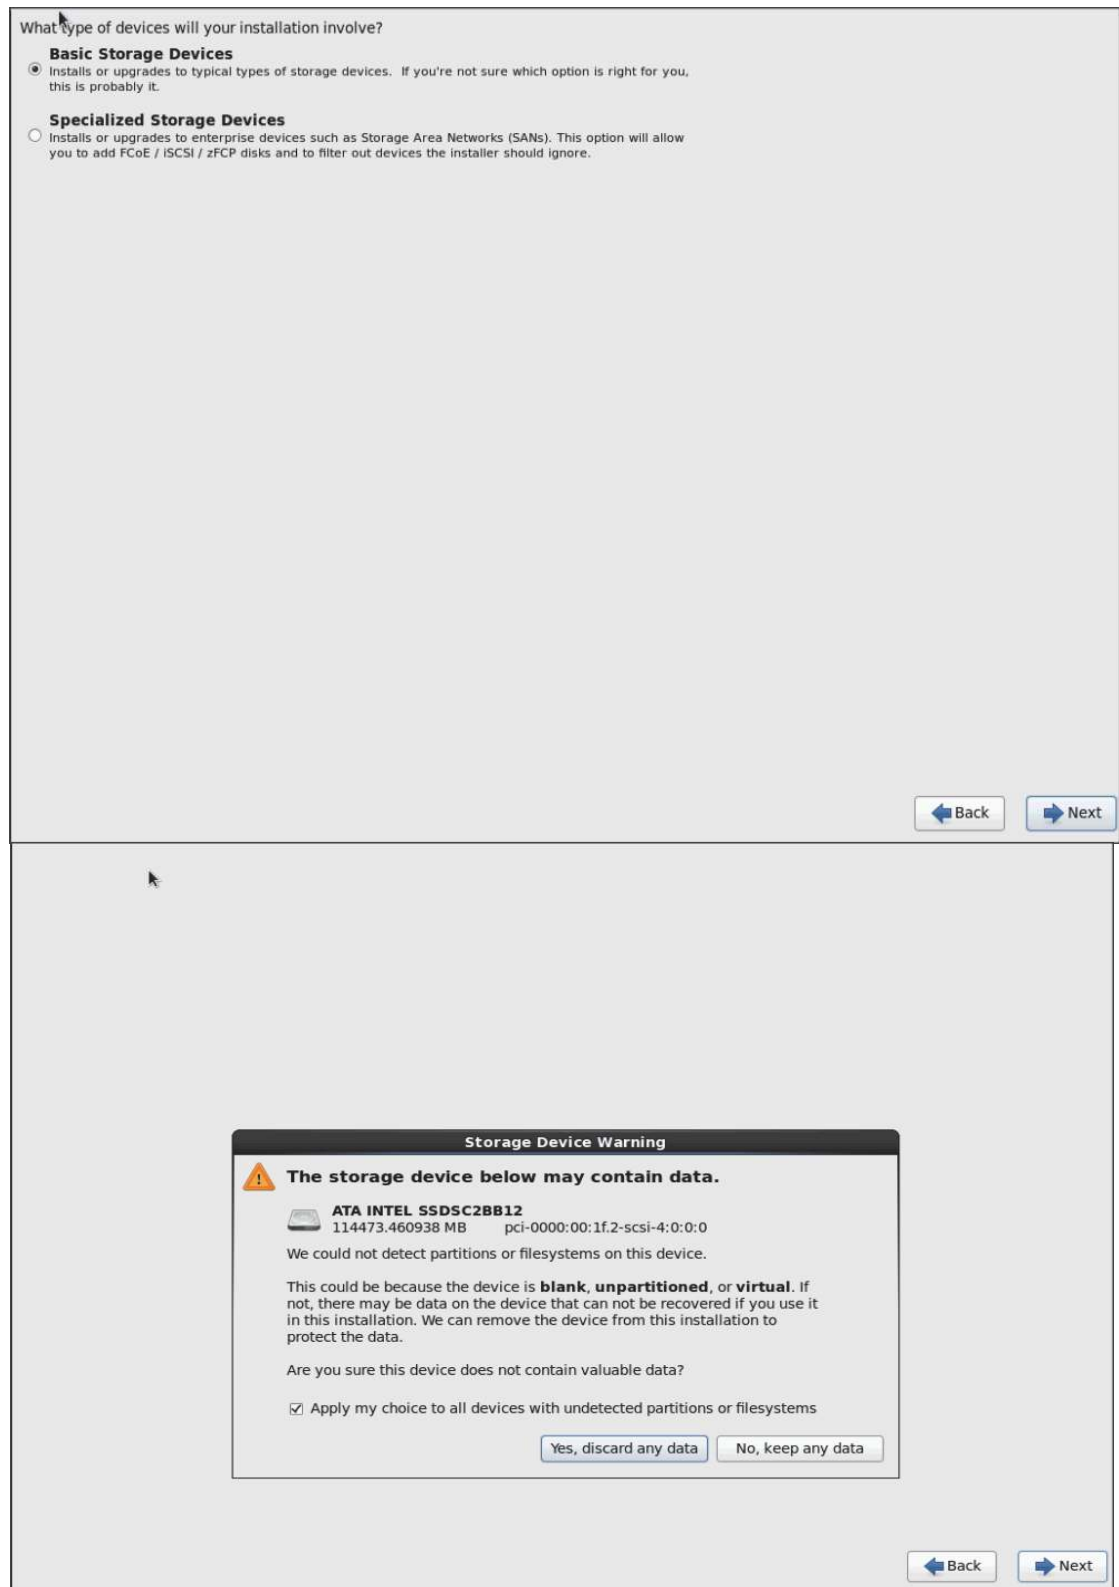 What type of devices will your installation involve?
Basic Storage Devices
Installs or upgrades to typical types of storage devices.  If you're not sure which option is right for you,
this is probably it.
Specialized Storage Devices
Installs or upgrades to enterprise devices such as Storage Area Networks (SANs). This option will allow
you to add FCoE / iSCSI / zFCP disks and to filter out devices the installer should ignore.
Back
Next
Storage Device Warning
The storage device below may contain data.
ATA INTEL SSDSC2BB12
114473.460938 MB pci-0000:00:1f.2-scsi-4:0:0:0
We could not detect partitions or filesystems on this device.
This could be because the device is blank, unpartitioned, or virtual. If
not, there may be data on the device that can not be recovered if you use it
in this installation. We can remove the device from this installation to
protect the data.
Are you sure this device does not contain valuable data?
Apply my choice to all devices with undetected partitions or filesystems
Yes, discard any data
No, keep any data
Back
Next